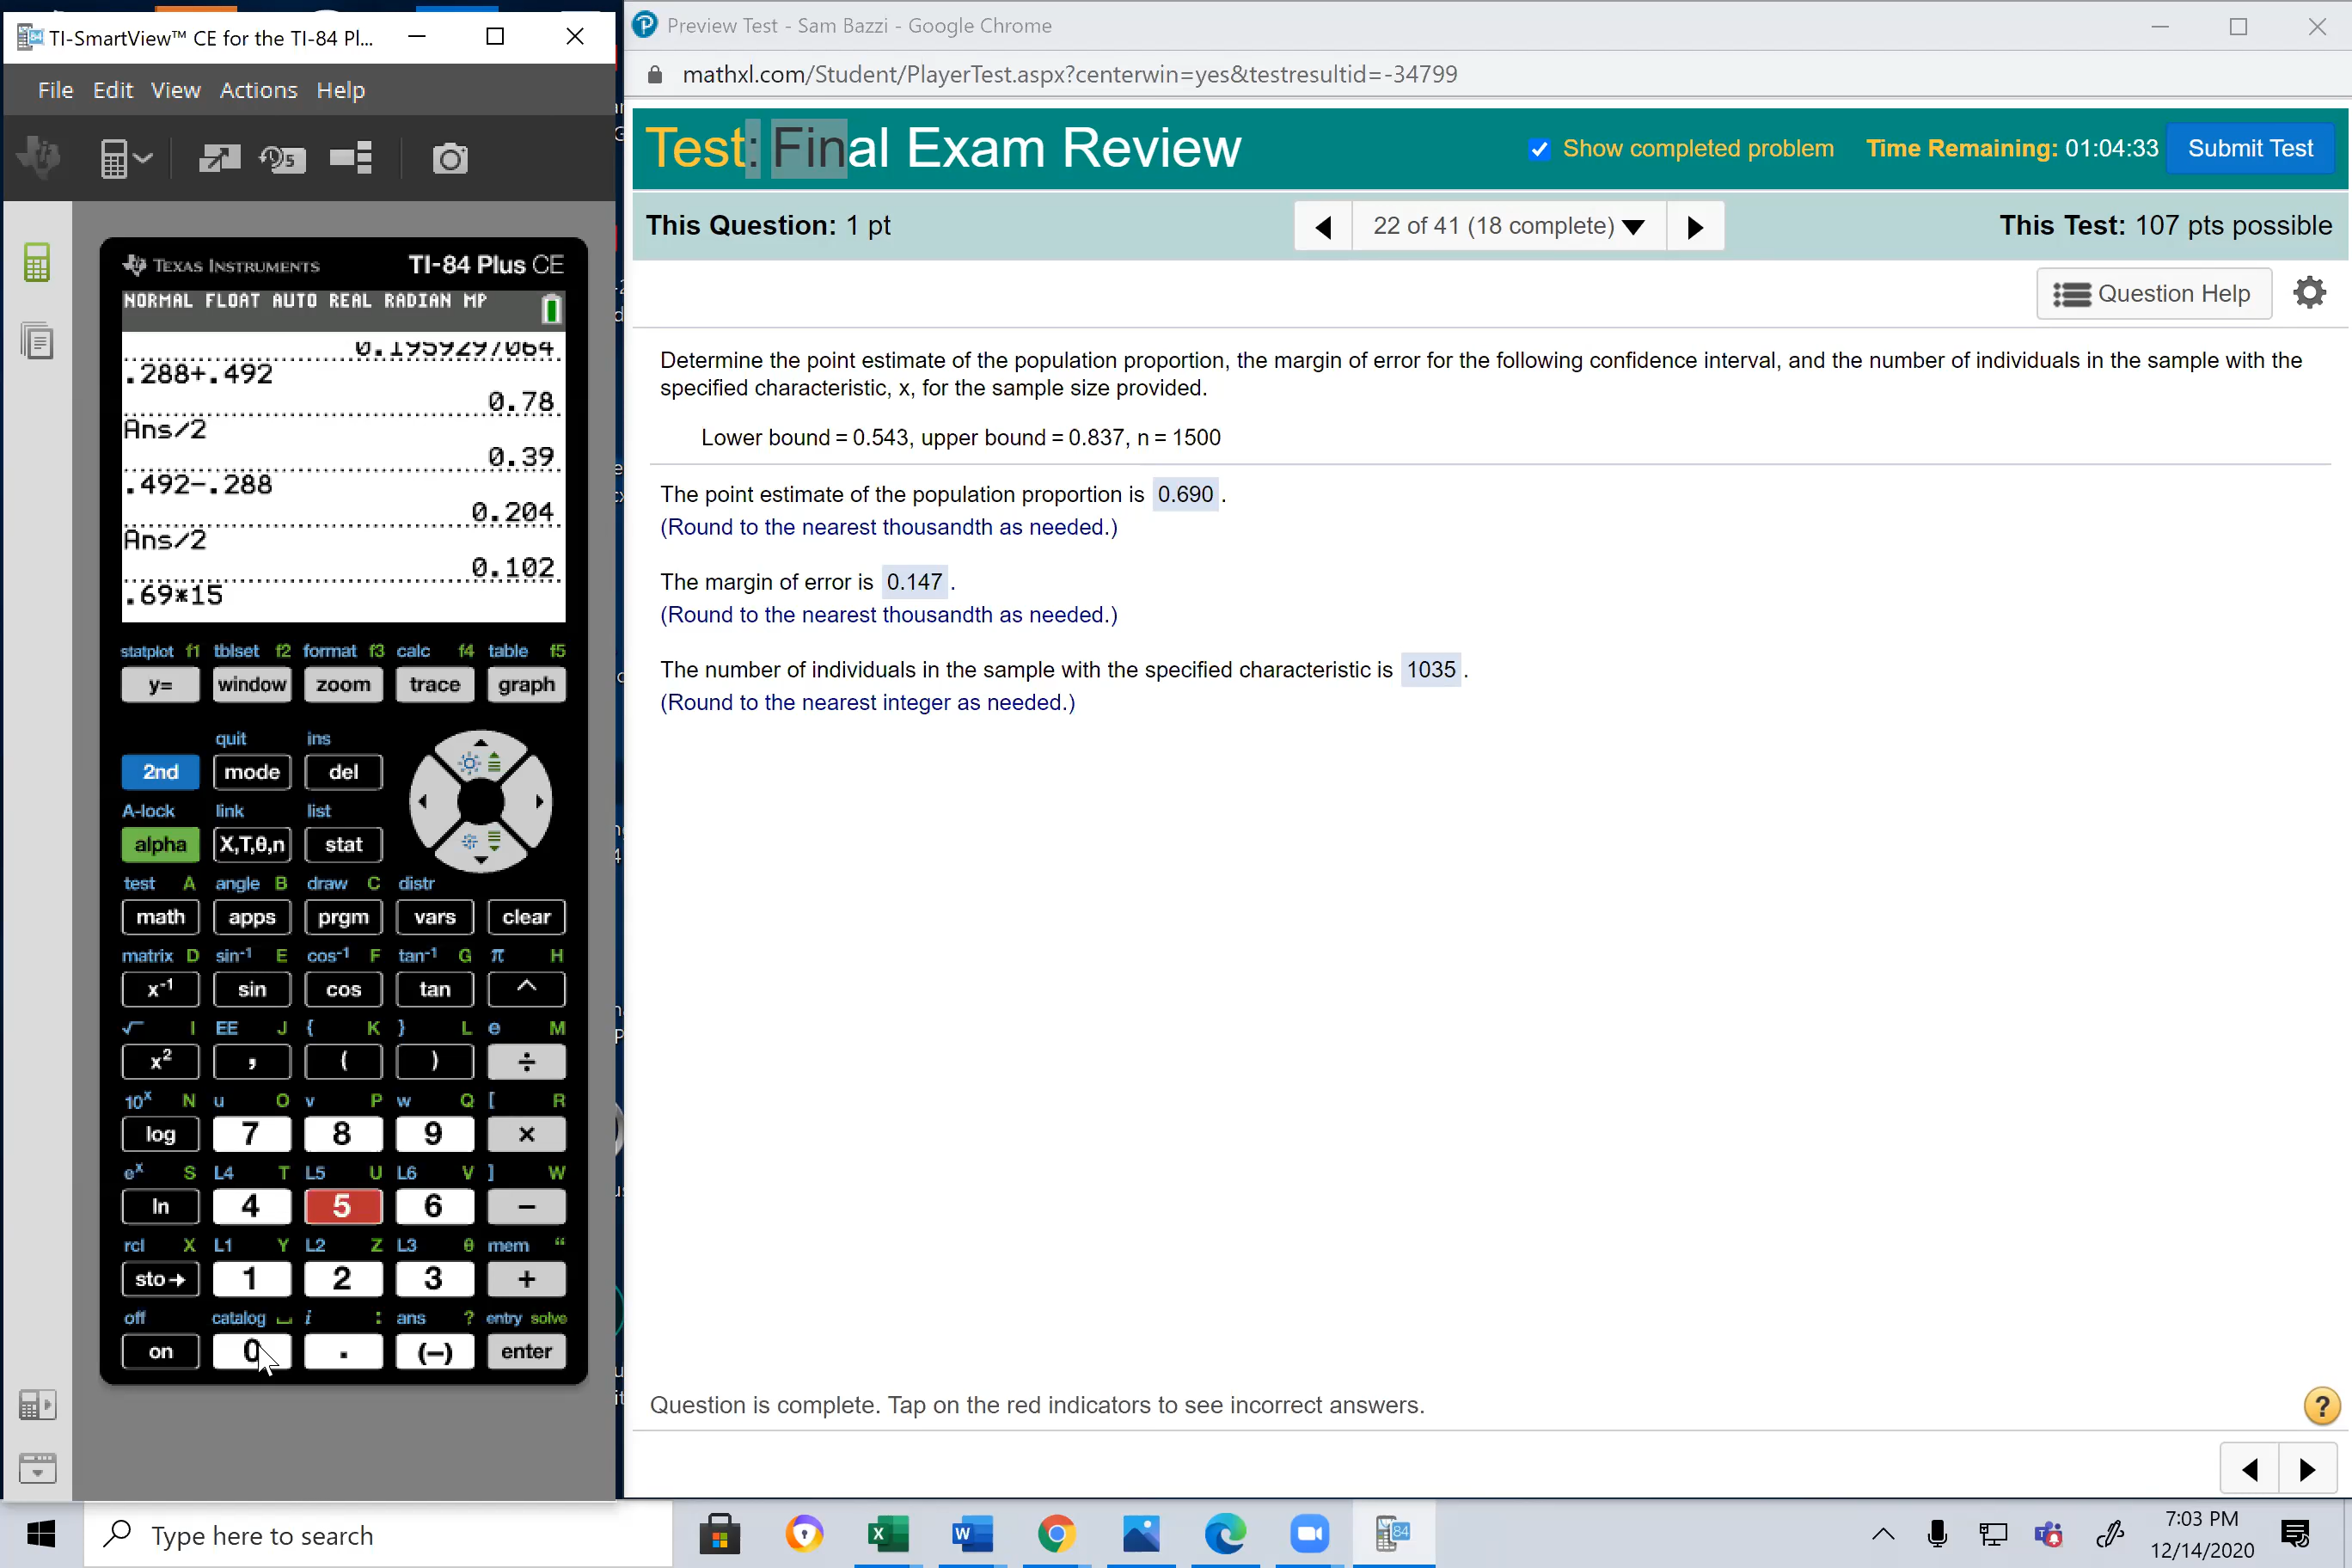 TI-SmartView™ CE for the TI-84 Pl...
File Edit View Actions Help
TEXAS INSTRUMENTS TI-84 Plus CE
NORMAL FLOAT AUTO REAL RADIAN MP
0.1959297064
.288+.492
0.78
Ans/2
0.39
.492-.288
0.204
Ans/2
0.102
.69*15
statplot f1 tblset f2 format f3 calc f4 table f5
y= window zoom trace graph
quit ins
2nd mode del
A-lock link list
alpha X,T,θ,n stat
test A angle B draw C distr
math apps prgm vars clear
matrix D sin-1 E cos-1 F tan-1 G π H
x-1 sin cos tan ^
√ I EE J { K } L e M
x2 , ( ) ÷
10x N u O v P w Q [ R
log 7 8 9 ×
ex S L4 T L5 U L6 V ] W
ln 4 5 6 −
rcl X L1 Y L2 Z L3 θ mem "
sto→ 1 2 3 +
off catalog i : ans ? entry solve
on 0 . (−) enter
Preview Test - Sam Bazzi - Google Chrome
mathxl.com/Student/PlayerTest.aspx?centerwin=yes&testresultid=-34799
Test: Final Exam Review
Show completed problem Time Remaining: 01:04:33 Submit Test
This Question: 1 pt 22 of 41 (18 complete) This Test: 107 pts possible
Question Help
Determine the point estimate of the population proportion, the margin of error for the following confidence interval, and the number of individuals in the sample with the
specified characteristic, x, for the sample size provided.
Lower bound = 0.543, upper bound = 0.837, n = 1500
The point estimate of the population proportion is 0.690 .
(Round to the nearest thousandth as needed.)
The margin of error is 0.147 .
(Round to the nearest thousandth as needed.)
The number of individuals in the sample with the specified characteristic is 1035 .
(Round to the nearest integer as needed.)
Question is complete. Tap on the red indicators to see incorrect answers.
?
Type here to search
7:03 PM
12/14/2020